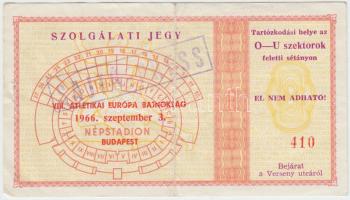 SZOLGÁLATI JEGY
VIII. ATLÉTIKAI EURÓPA BAJNOKSÁG
1966. szeptember 3.
NÉPSTADION
BUDAPEST
Tartózkodási helye az
O—U szektorok
feletti sétányon
EL NEM ADHATÓ!
410
Bejárat
a Verseny utcáról